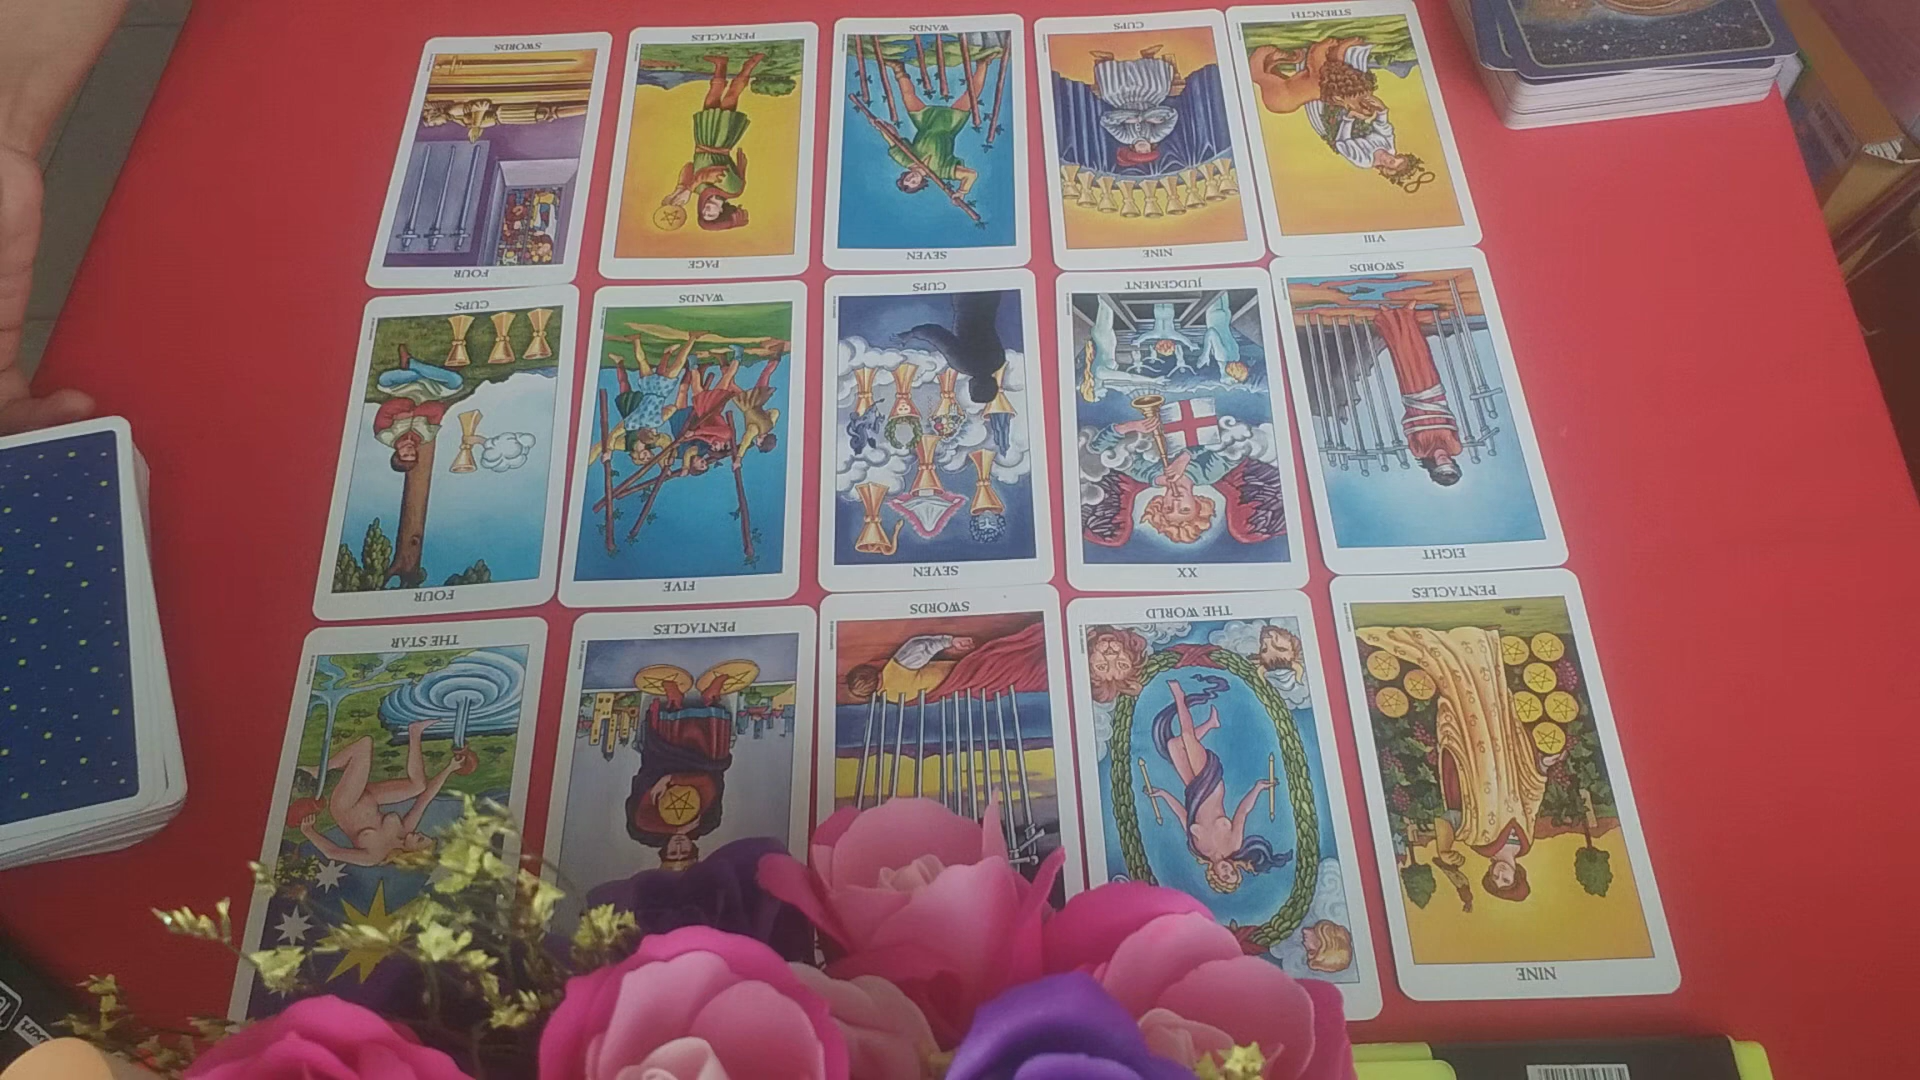 SWORDS
FOUR
PENTACLES
PAGE
WANDS
SEVEN
CUPS
NINE
STRENGTH
VIII
CUPS
FOUR
WANDS
FIVE
CUPS
SEVEN
JUDGEMENT
XX
SWORDS
EIGHT
THE STAR
PENTACLES
SWORDS
THE WORLD
PENTACLES
NINE